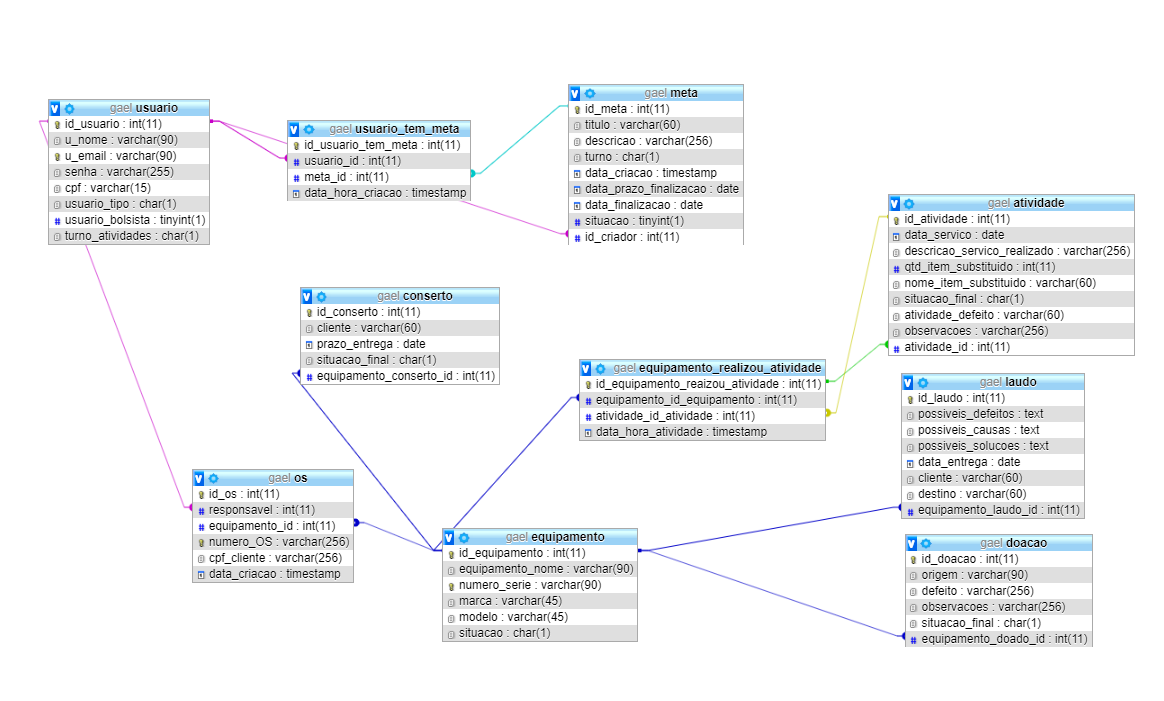 gael usuario
id_usuario : int(11)
u_nome : varchar(90)
u_email : varchar(90)
senha : varchar(255)
cpf : varchar(15)
usuario_tipo : char(1)
usuario_bolsista : tinyint(1)
turno_atividades : char(1)
gael usuario_tem_meta
id_usuario_tem_meta : int(11)
usuario_id : int(11)
meta_id : int(11)
data_hora_criacao : timestamp
gael meta
id_meta : int(11)
titulo : varchar(60)
descricao : varchar(256)
turno : char(1)
data_criacao : timestamp
data_prazo_finalizacao : date
data_finalizacao : date
situacao : tinyint(1)
id_criador : int(11)
gael atividade
id_atividade : int(11)
data_servico : date
descricao_servico_realizado : varchar(256)
qtd_item_substituido : int(11)
nome_item_substituido : varchar(60)
situacao_final : char(1)
atividade_defeito : varchar(60)
observacoes : varchar(256)
atividade_id : int(11)
gael conserto
id_conserto : int(11)
cliente : varchar(60)
prazo_entrega : date
situacao_final : char(1)
equipamento_conserto_id : int(11)
gael equipamento_realizou_atividade
id_equipamento_reaizou_atividade : int(11)
equipamento_id_equipamento : int(11)
atividade_id_atividade : int(11)
data_hora_atividade : timestamp
gael laudo
id_laudo : int(11)
possiveis_defeitos : text
possiveis_causas : text
possiveis_solucoes : text
data_entrega : date
cliente : varchar(60)
destino : varchar(60)
equipamento_laudo_id : int(11)
gael os
id_os : int(11)
responsavel : int(11)
equipamento_id : int(11)
numero_OS : varchar(256)
cpf_cliente : varchar(256)
data_criacao : timestamp
gael equipamento
id_equipamento : int(11)
equipamento_nome : varchar(90)
numero_serie : varchar(90)
marca : varchar(45)
modelo : varchar(45)
situacao : char(1)
gael doacao
id_doacao : int(11)
origem : varchar(90)
defeito : varchar(256)
observacoes : varchar(256)
situacao_final : char(1)
equipamento_doado_id : int(11)